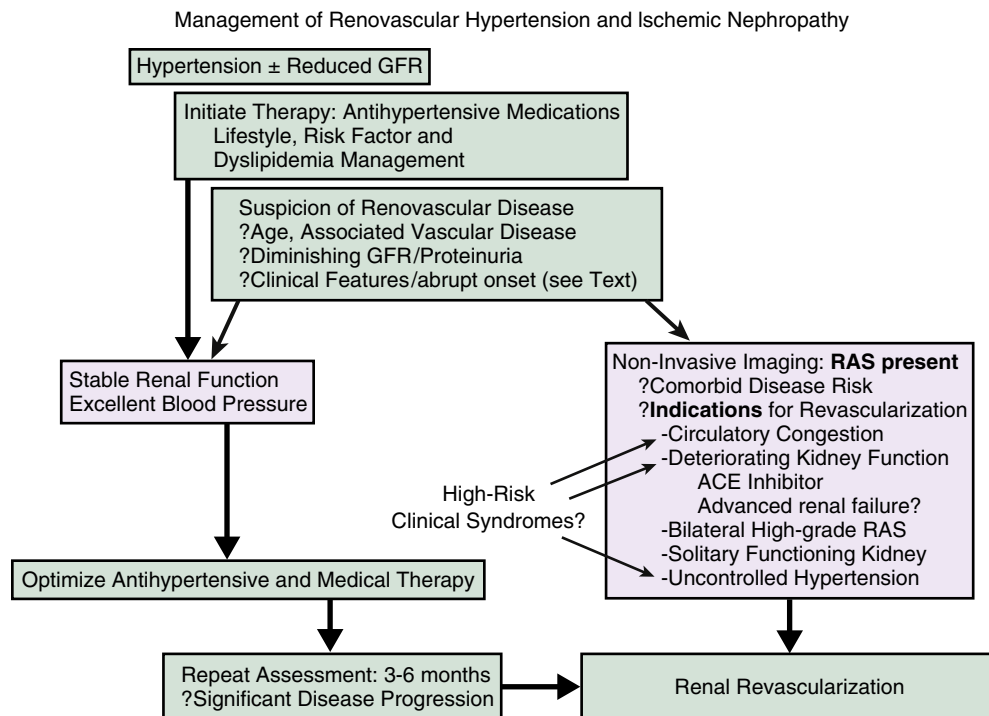 Management of Renovascular Hypertension and Ischemic Nephropathy
Hypertension ± Reduced GFR
Initiate Therapy: Antihypertensive Medications
Lifestyle, Risk Factor and
Dyslipidemia Management
Suspicion of Renovascular Disease
?Age, Associated Vascular Disease
?Diminishing GFR/Proteinuria
?Clinical Features/abrupt onset (see Text)
Stable Renal Function
Excellent Blood Pressure
Non-Invasive Imaging: RAS present
?Comorbid Disease Risk
?Indications for Revascularization
-Circulatory Congestion
-Deteriorating Kidney Function
ACE Inhibitor
Advanced renal failure?
-Bilateral High-grade RAS
-Solitary Functioning Kidney
-Uncontrolled Hypertension
High-Risk
Clinical Syndromes?
Optimize Antihypertensive and Medical Therapy
Repeat Assessment: 3-6 months
?Significant Disease Progression
Renal Revascularization